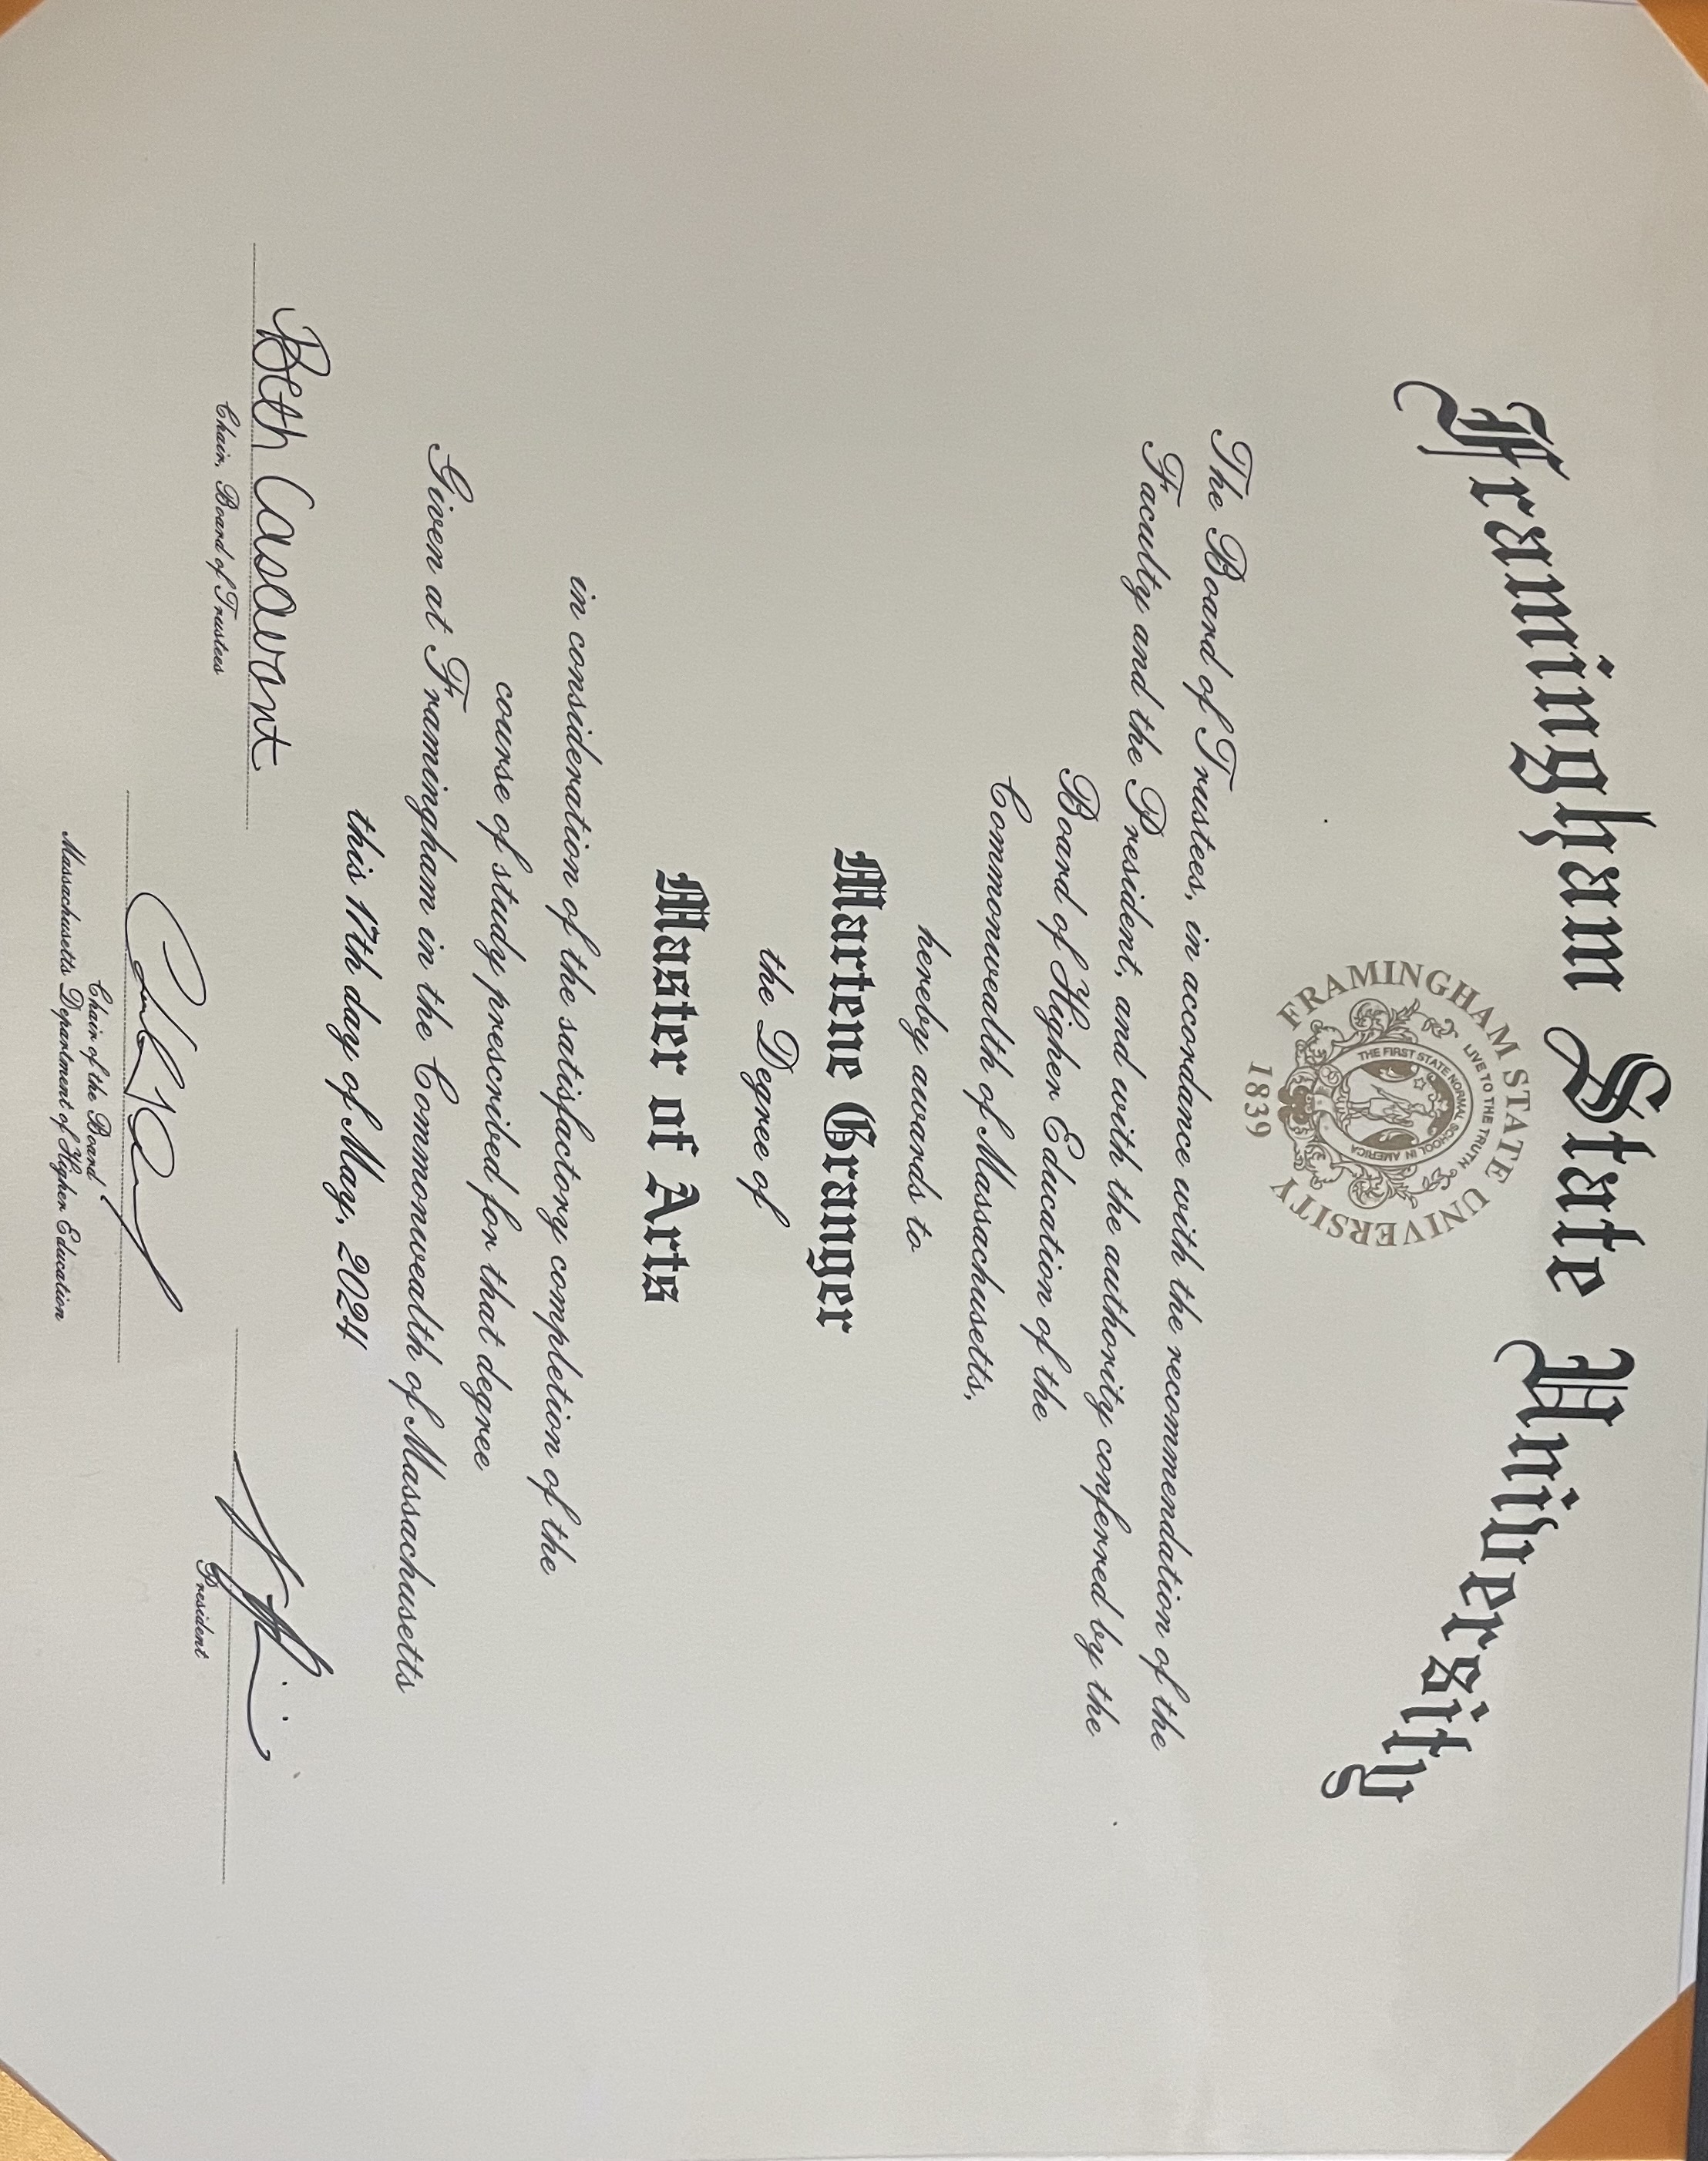 Framingham State University
FRAMINGHAM STATE UNIVERSITY
LIVE TO THE TRUTH
THE FIRST STATE NORMAL SCHOOL IN AMERICA
1839
The Board of Trustees, in accordance with the recommendation of the
Faculty and the President, and with the authority conferred by the
Board of Higher Education of the
Commonwealth of Massachusetts,
hereby awards to
Martene Granger
the Degree of
Master of Arts
in consideration of the satisfactory completion of the
course of study prescribed for that degree
Given at Framingham in the Commonwealth of Massachusetts
this 17th day of May, 2024
Beth Casavant
Chair, Board of Trustees
Chair of the Board
Massachusetts Department of Higher Education
President